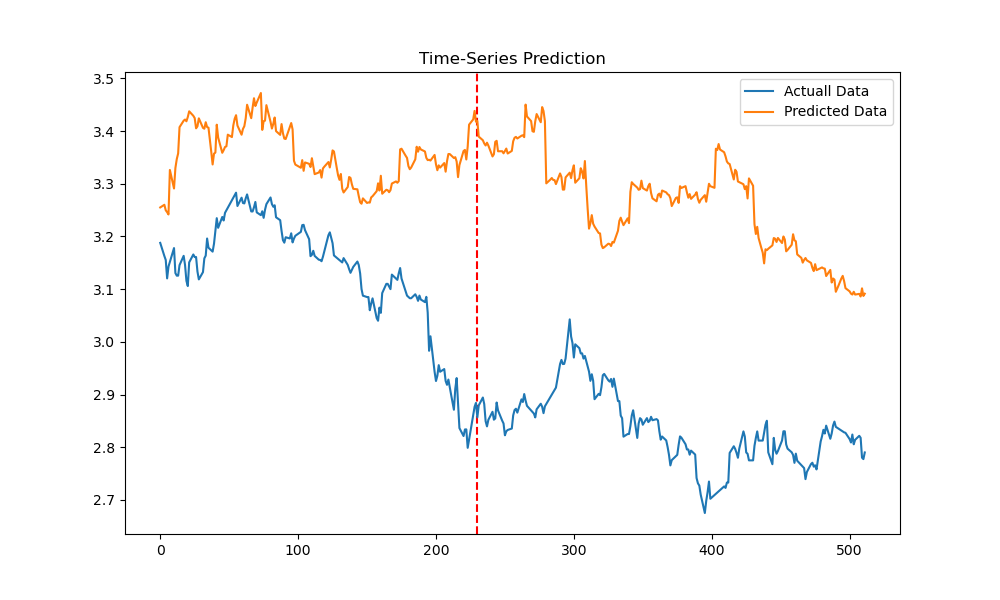 Time-Series Prediction
Actuall Data
Predicted Data
3.5
3.4
3.3
3.2
3.1
3.0
2.9
2.8
2.7
0 100 200 300 400 500